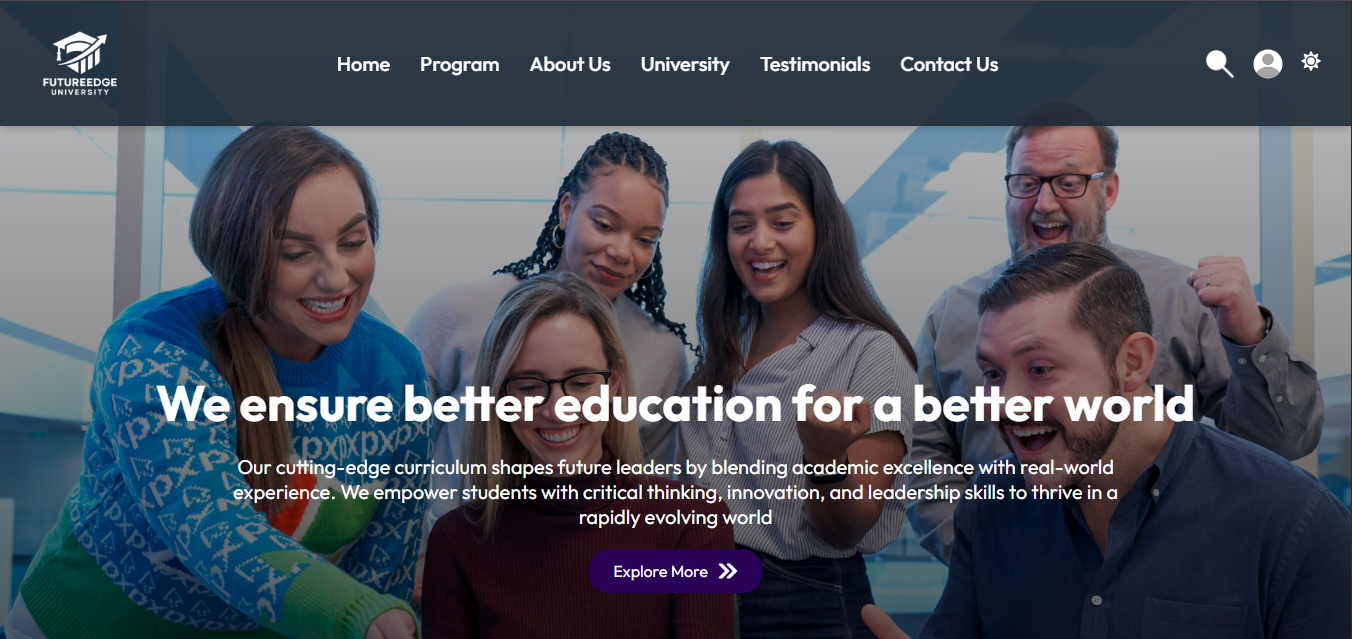 FUTUREEDGE
UNIVERSITY
Home Program About Us University Testimonials Contact Us
We ensure better education for a better world
Our cutting-edge curriculum shapes future leaders by blending academic excellence with real-world
experience. We empower students with critical thinking, innovation, and leadership skills to thrive in a
rapidly evolving world
Explore More